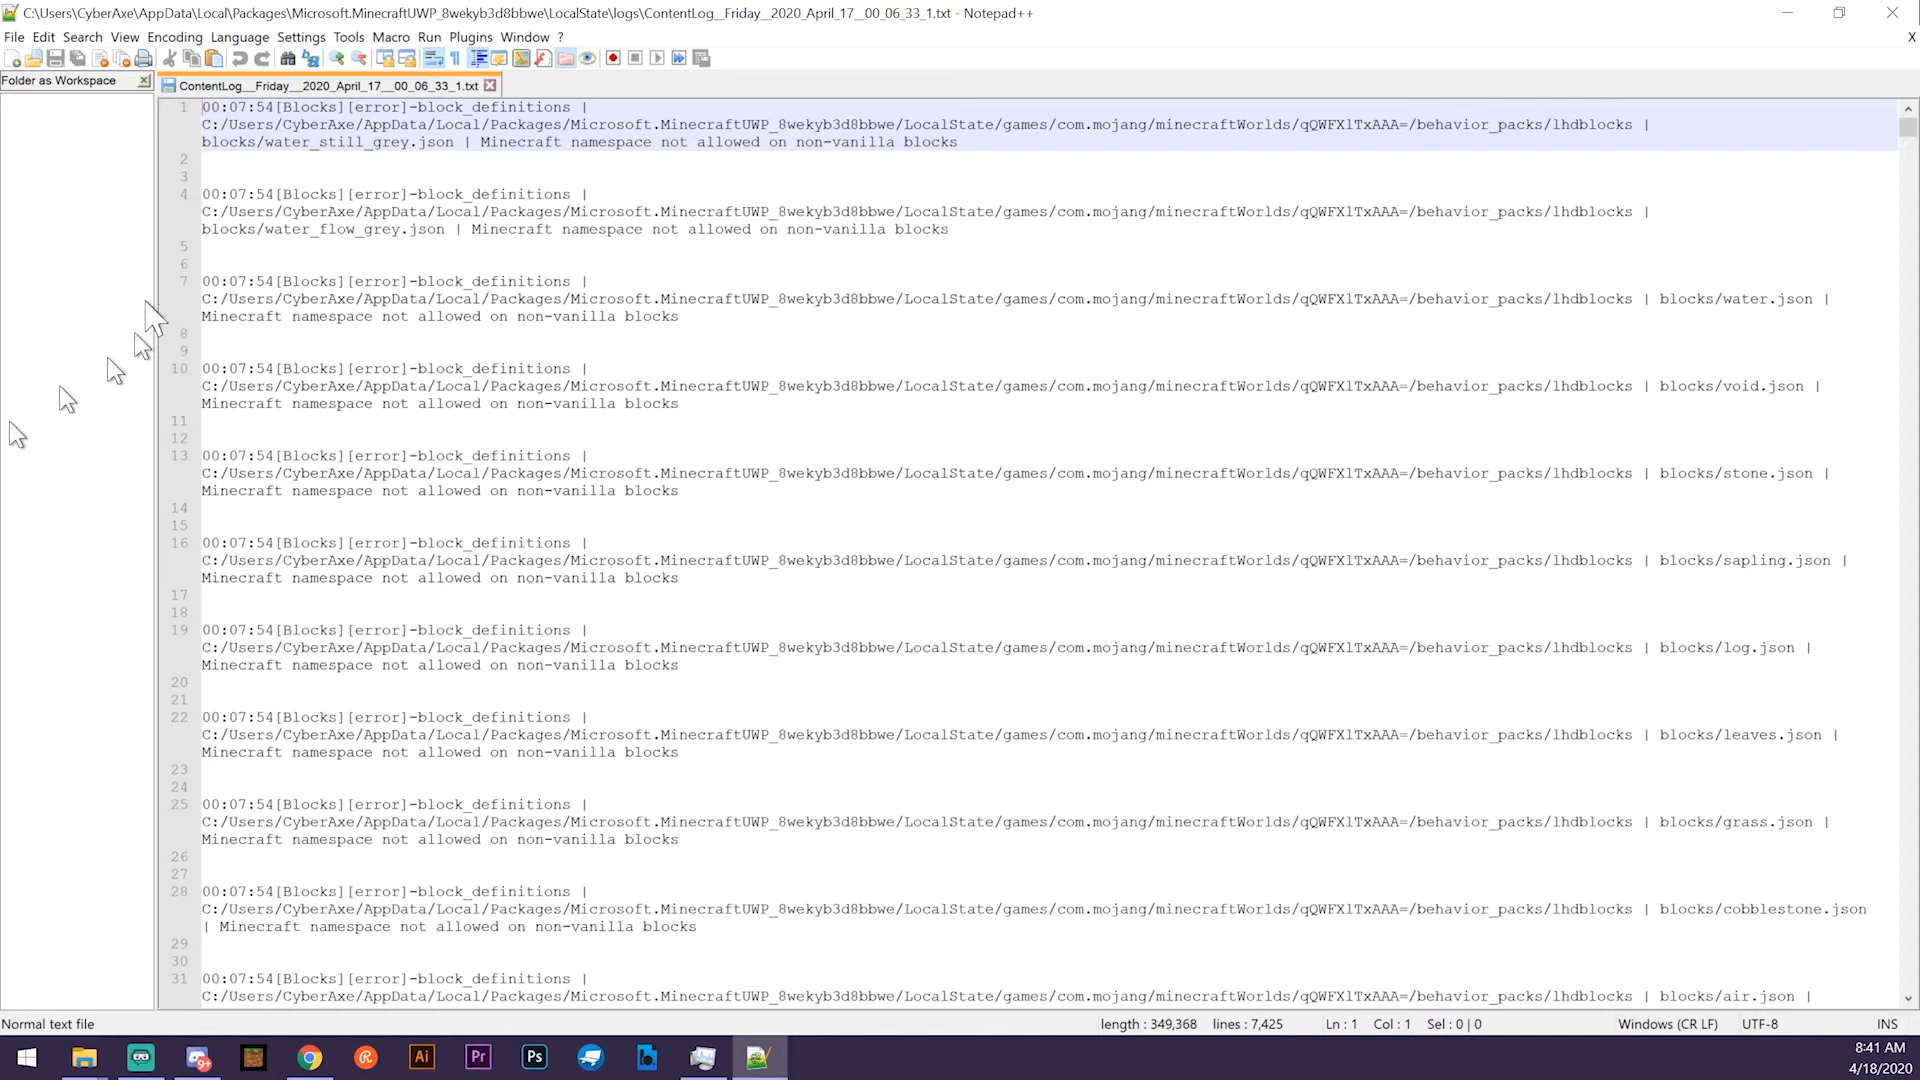 C:\Users\CyberAxe\AppData\Local\Packages\Microsoft.MinecraftUWP_8wekyb3d8bbwe\LocalState\logs\ContentLog__Friday__2020_April_17__00_06_33_1.txt - Notepad++
File Edit Search View Encoding Language Settings Tools Macro Run Plugins Window ? X
Folder as Workspace
ContentLog__Friday__2020_April_17__00_06_33_1.txt
1 00:07:54[Blocks][error]-block_definitions |
C:/Users/CyberAxe/AppData/Local/Packages/Microsoft.MinecraftUWP_8wekyb3d8bbwe/LocalState/games/com.mojang/minecraftWorlds/qQWFXlTxAAA=/behavior_packs/lhdblocks |
blocks/water_still_grey.json | Minecraft namespace not allowed on non-vanilla blocks
2
3
4 00:07:54[Blocks][error]-block_definitions |
C:/Users/CyberAxe/AppData/Local/Packages/Microsoft.MinecraftUWP_8wekyb3d8bbwe/LocalState/games/com.mojang/minecraftWorlds/qQWFXlTxAAA=/behavior_packs/lhdblocks |
blocks/water_flow_grey.json | Minecraft namespace not allowed on non-vanilla blocks
5
6
7 00:07:54[Blocks][error]-block_definitions |
C:/Users/CyberAxe/AppData/Local/Packages/Microsoft.MinecraftUWP_8wekyb3d8bbwe/LocalState/games/com.mojang/minecraftWorlds/qQWFXlTxAAA=/behavior_packs/lhdblocks | blocks/water.json |
Minecraft namespace not allowed on non-vanilla blocks
8
9
10 00:07:54[Blocks][error]-block_definitions |
C:/Users/CyberAxe/AppData/Local/Packages/Microsoft.MinecraftUWP_8wekyb3d8bbwe/LocalState/games/com.mojang/minecraftWorlds/qQWFXlTxAAA=/behavior_packs/lhdblocks | blocks/void.json |
Minecraft namespace not allowed on non-vanilla blocks
11
12
13 00:07:54[Blocks][error]-block_definitions |
C:/Users/CyberAxe/AppData/Local/Packages/Microsoft.MinecraftUWP_8wekyb3d8bbwe/LocalState/games/com.mojang/minecraftWorlds/qQWFXlTxAAA=/behavior_packs/lhdblocks | blocks/stone.json |
Minecraft namespace not allowed on non-vanilla blocks
14
15
16 00:07:54[Blocks][error]-block_definitions |
C:/Users/CyberAxe/AppData/Local/Packages/Microsoft.MinecraftUWP_8wekyb3d8bbwe/LocalState/games/com.mojang/minecraftWorlds/qQWFXlTxAAA=/behavior_packs/lhdblocks | blocks/sapling.json |
Minecraft namespace not allowed on non-vanilla blocks
17
18
19 00:07:54[Blocks][error]-block_definitions |
C:/Users/CyberAxe/AppData/Local/Packages/Microsoft.MinecraftUWP_8wekyb3d8bbwe/LocalState/games/com.mojang/minecraftWorlds/qQWFXlTxAAA=/behavior_packs/lhdblocks | blocks/log.json |
Minecraft namespace not allowed on non-vanilla blocks
20
21
22 00:07:54[Blocks][error]-block_definitions |
C:/Users/CyberAxe/AppData/Local/Packages/Microsoft.MinecraftUWP_8wekyb3d8bbwe/LocalState/games/com.mojang/minecraftWorlds/qQWFXlTxAAA=/behavior_packs/lhdblocks | blocks/leaves.json |
Minecraft namespace not allowed on non-vanilla blocks
23
24
25 00:07:54[Blocks][error]-block_definitions |
C:/Users/CyberAxe/AppData/Local/Packages/Microsoft.MinecraftUWP_8wekyb3d8bbwe/LocalState/games/com.mojang/minecraftWorlds/qQWFXlTxAAA=/behavior_packs/lhdblocks | blocks/grass.json |
Minecraft namespace not allowed on non-vanilla blocks
26
27
28 00:07:54[Blocks][error]-block_definitions |
C:/Users/CyberAxe/AppData/Local/Packages/Microsoft.MinecraftUWP_8wekyb3d8bbwe/LocalState/games/com.mojang/minecraftWorlds/qQWFXlTxAAA=/behavior_packs/lhdblocks | blocks/cobblestone.json
| Minecraft namespace not allowed on non-vanilla blocks
29
30
31 00:07:54[Blocks][error]-block_definitions |
C:/Users/CyberAxe/AppData/Local/Packages/Microsoft.MinecraftUWP_8wekyb3d8bbwe/LocalState/games/com.mojang/minecraftWorlds/qQWFXlTxAAA=/behavior_packs/lhdblocks | blocks/air.json |
Normal text file length : 349,368 lines : 7,425 Ln : 1 Col : 1 Sel : 0 | 0 Windows (CR LF) UTF-8 INS
9+ Ai Pr Ps
8:41 AM
4/18/2020